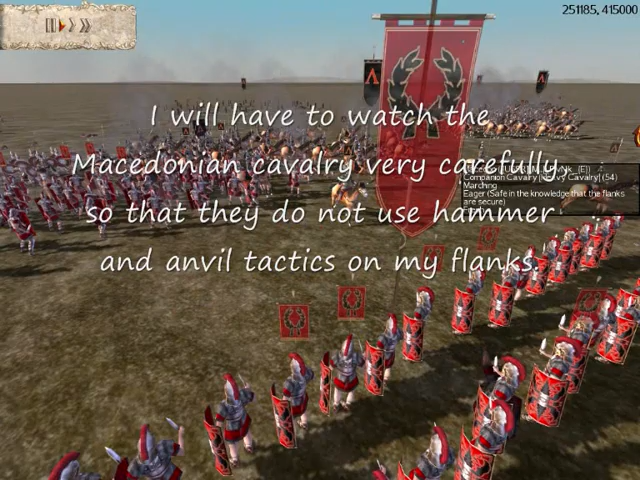 251185, 415000
I will have to watch the
Macedonian cavalry very carefully
Companion Cavalry
(54)
Marching
Eager (Safe in the knowledge that the flanks
are secure)
so that they do not use hammer
and anvil tactics on my flanks.